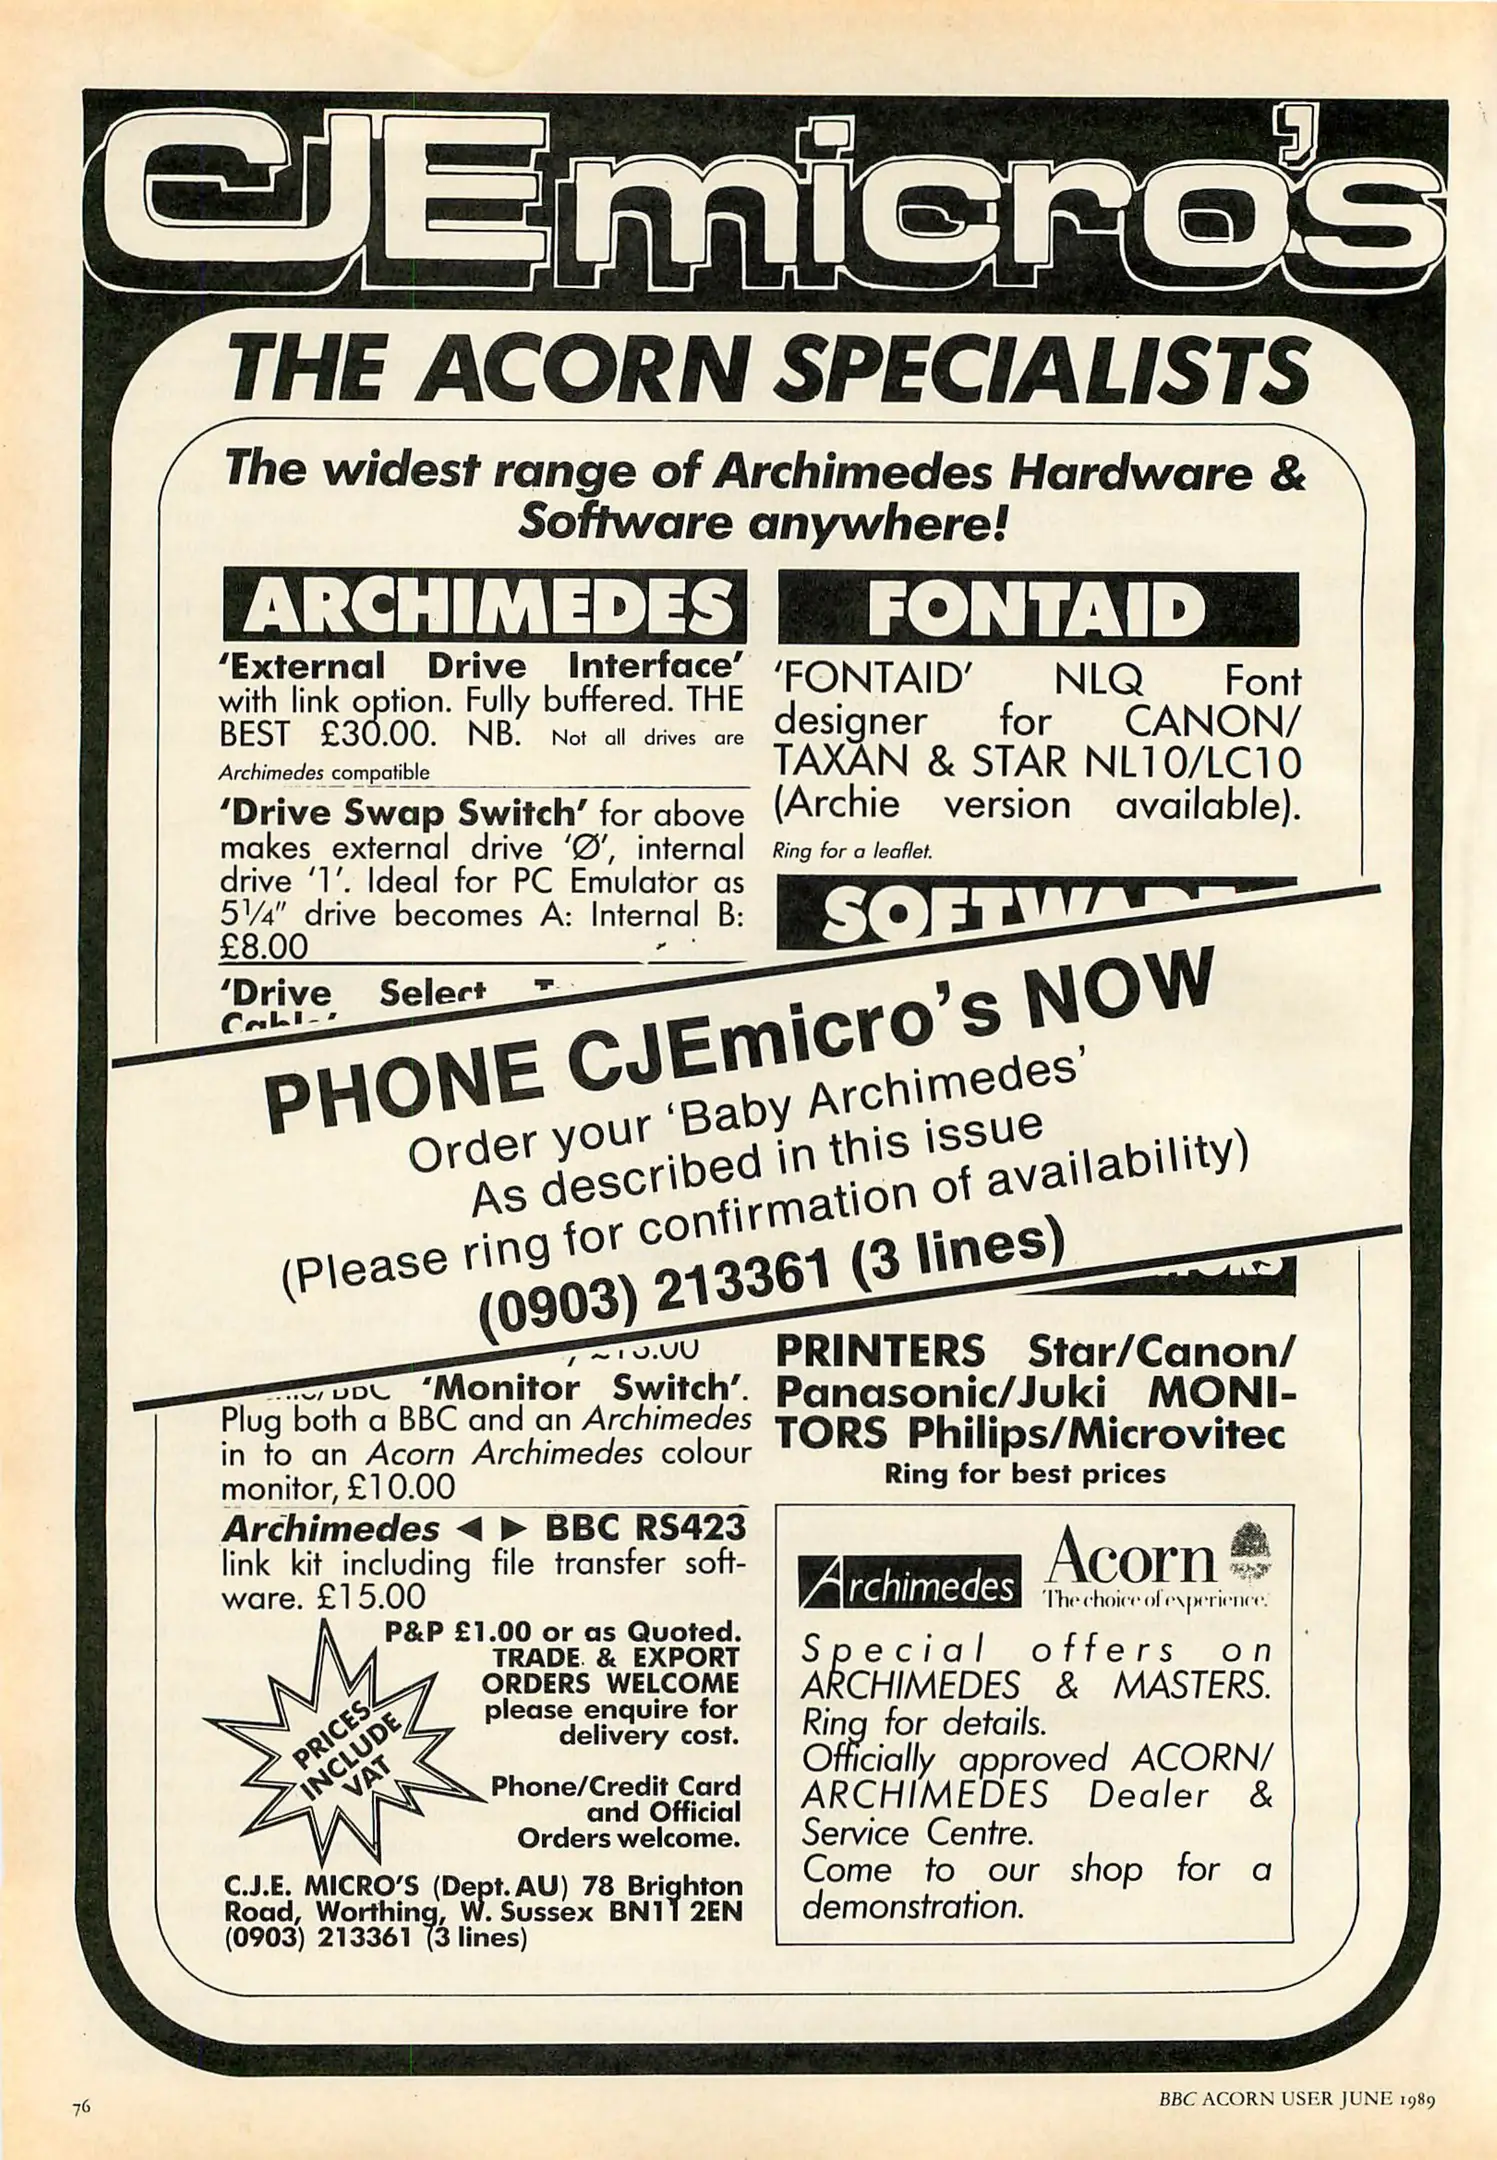 CJEmicro's
THE ACORN SPECIALISTS
The widest range of Archimedes Hardware &
Software anywhere!
ARCHIMEDES
'External Drive Interface'
with link option. Fully buffered. THE
BEST £30.00. NB. Not all drives are
Archimedes compatible
'Drive Swap Switch' for above
makes external drive '0', internal
drive '1'. Ideal for PC Emulator as
5¼" drive becomes A: Internal B:
£8.00
'Drive Select
FONTAID
'FONTAID' NLQ Font
designer for CANON/
TAXAN & STAR NL10/LC10
(Archie version available).
Ring for a leaflet.
SOFTWARE
PHONE CJEmicro's NOW
Order your 'Baby Archimedes'
As described in this issue
(Please ring for confirmation of availability)
(0903) 213361 (3 lines)
'Monitor Switch'.
Plug both a BBC and an Archimedes
in to an Acorn Archimedes colour
monitor, £10.00
Archimedes ◄ ► BBC RS423
link kit including file transfer soft-
ware. £15.00
P&P £1.00 or as Quoted.
TRADE & EXPORT
ORDERS WELCOME
please enquire for
delivery cost.
PRICES
INCLUDE
VAT
Phone/Credit Card
and Official
Orders welcome.
C.J.E. MICRO'S (Dept. AU) 78 Brighton
Road, Worthing, W. Sussex BN11 2EN
(0903) 213361 (3 lines)
PRINTERS Star/Canon/
Panasonic/Juki MONI-
TORS Philips/Microvitec
Ring for best prices
Archimedes
Acorn
The choice of experience.
Special offers on
ARCHIMEDES & MASTERS.
Ring for details.
Officially approved ACORN/
ARCHIMEDES Dealer &
Service Centre.
Come to our shop for a
demonstration.
76
BBC ACORN USER JUNE 1989